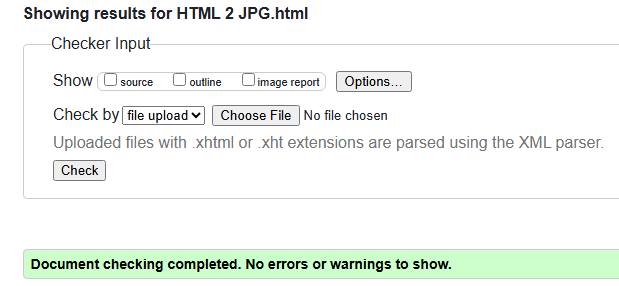 Showing results for HTML 2 JPG.html
Checker Input
Show source outline image report Options...
Check by file upload Choose File No file chosen
Uploaded files with .xhtml or .xht extensions are parsed using the XML parser.
Check
Document checking completed. No errors or warnings to show.